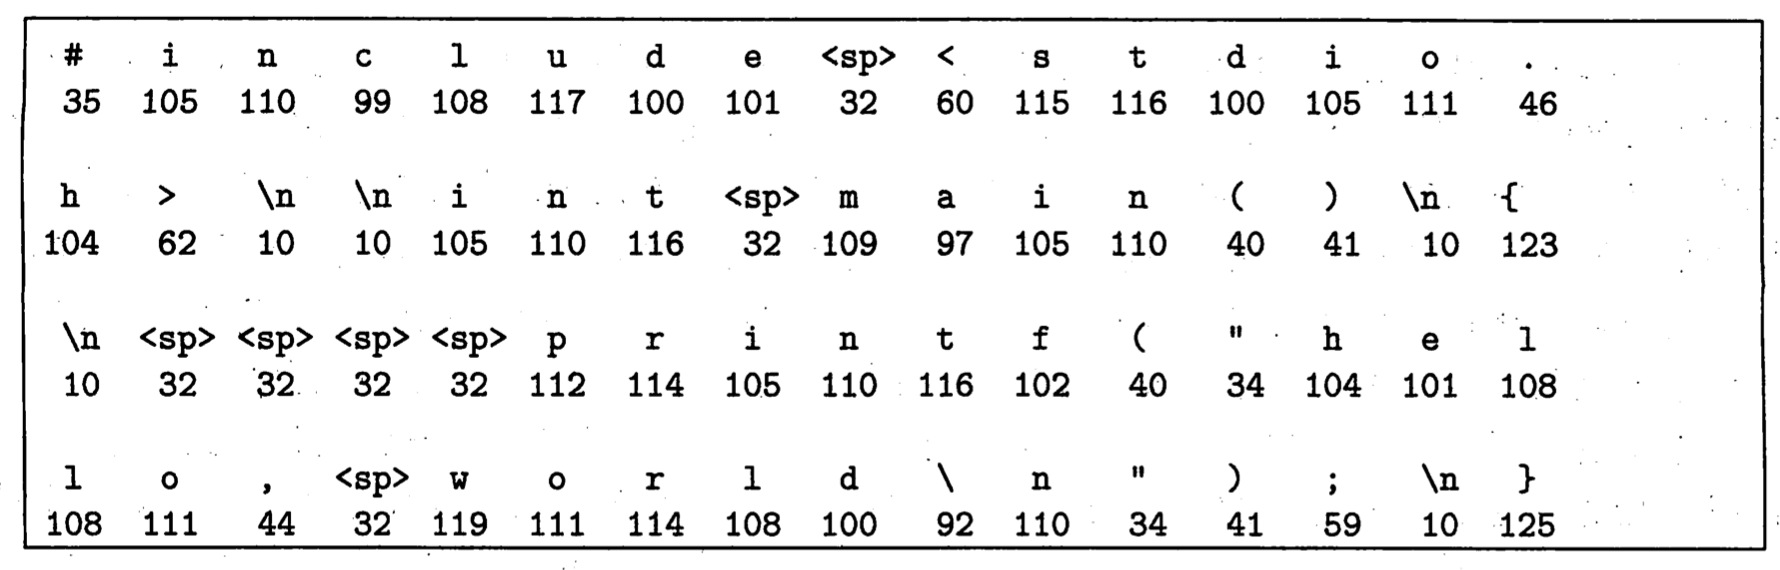 # i n c l u d e <sp> < s t d i o .
35 105 110 99 108 117 100 101 32 60 115 116 100 105 111 46
h > \n \n i n t <sp> m a i n ( ) \n {
104 62 10 10 105 110 116 32 109 97 105 110 40 41 10 123
\n <sp> <sp> <sp> <sp> p r i n t f ( " h e l
10 32 32 32 32 112 114 105 110 116 102 40 34 104 101 108
l o , <sp> w o r l d \ n " ) ; \n }
108 111 44 32 119 111 114 108 100 92 110 34 41 59 10 125